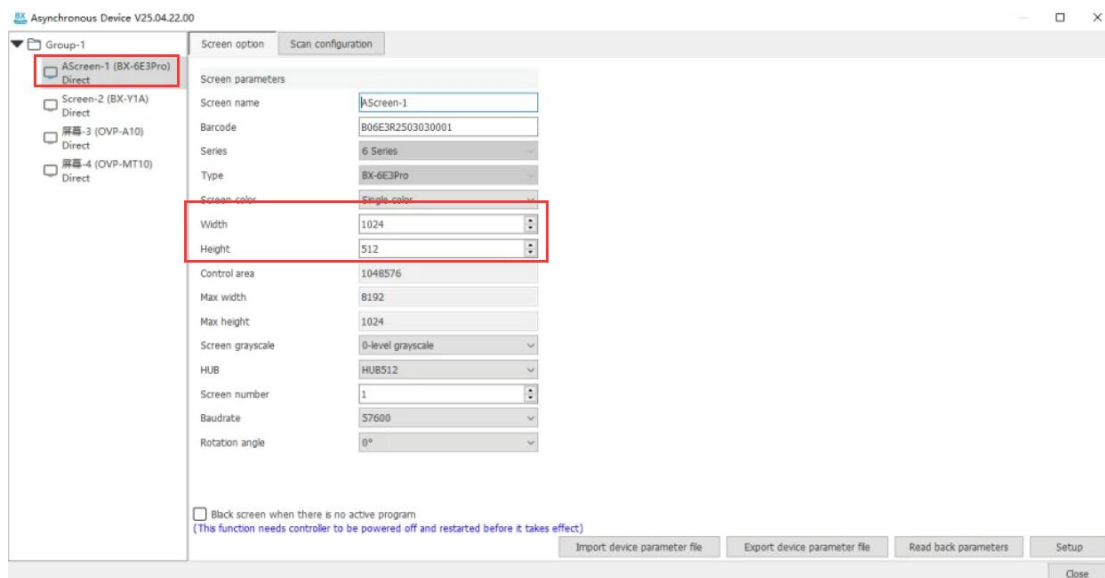 BX Asynchronous Device V25.04.22.00
Group-1
AScreen-1 (BX-6E3Pro)
Direct
Screen-2 (BX-Y1A)
Direct
屏幕-3 (OVP-A10)
Direct
屏幕-4 (OVP-MT10)
Direct
Screen option Scan configuration
Screen parameters
Screen name AScreen-1
Barcode B06E3R2503030001
Series 6 Series
Type BX-6E3Pro
Screen color Single color
Width 1024
Height 512
Control area 1048576
Max width 8192
Max height 1024
Screen grayscale 0-level grayscale
HUB HUB512
Screen number 1
Baudrate 57600
Rotation angle 0°
Black screen when there is no active program
(This function needs controller to be powered off and restarted before it takes effect)
Import device parameter file Export device parameter file Read back parameters Setup
Close